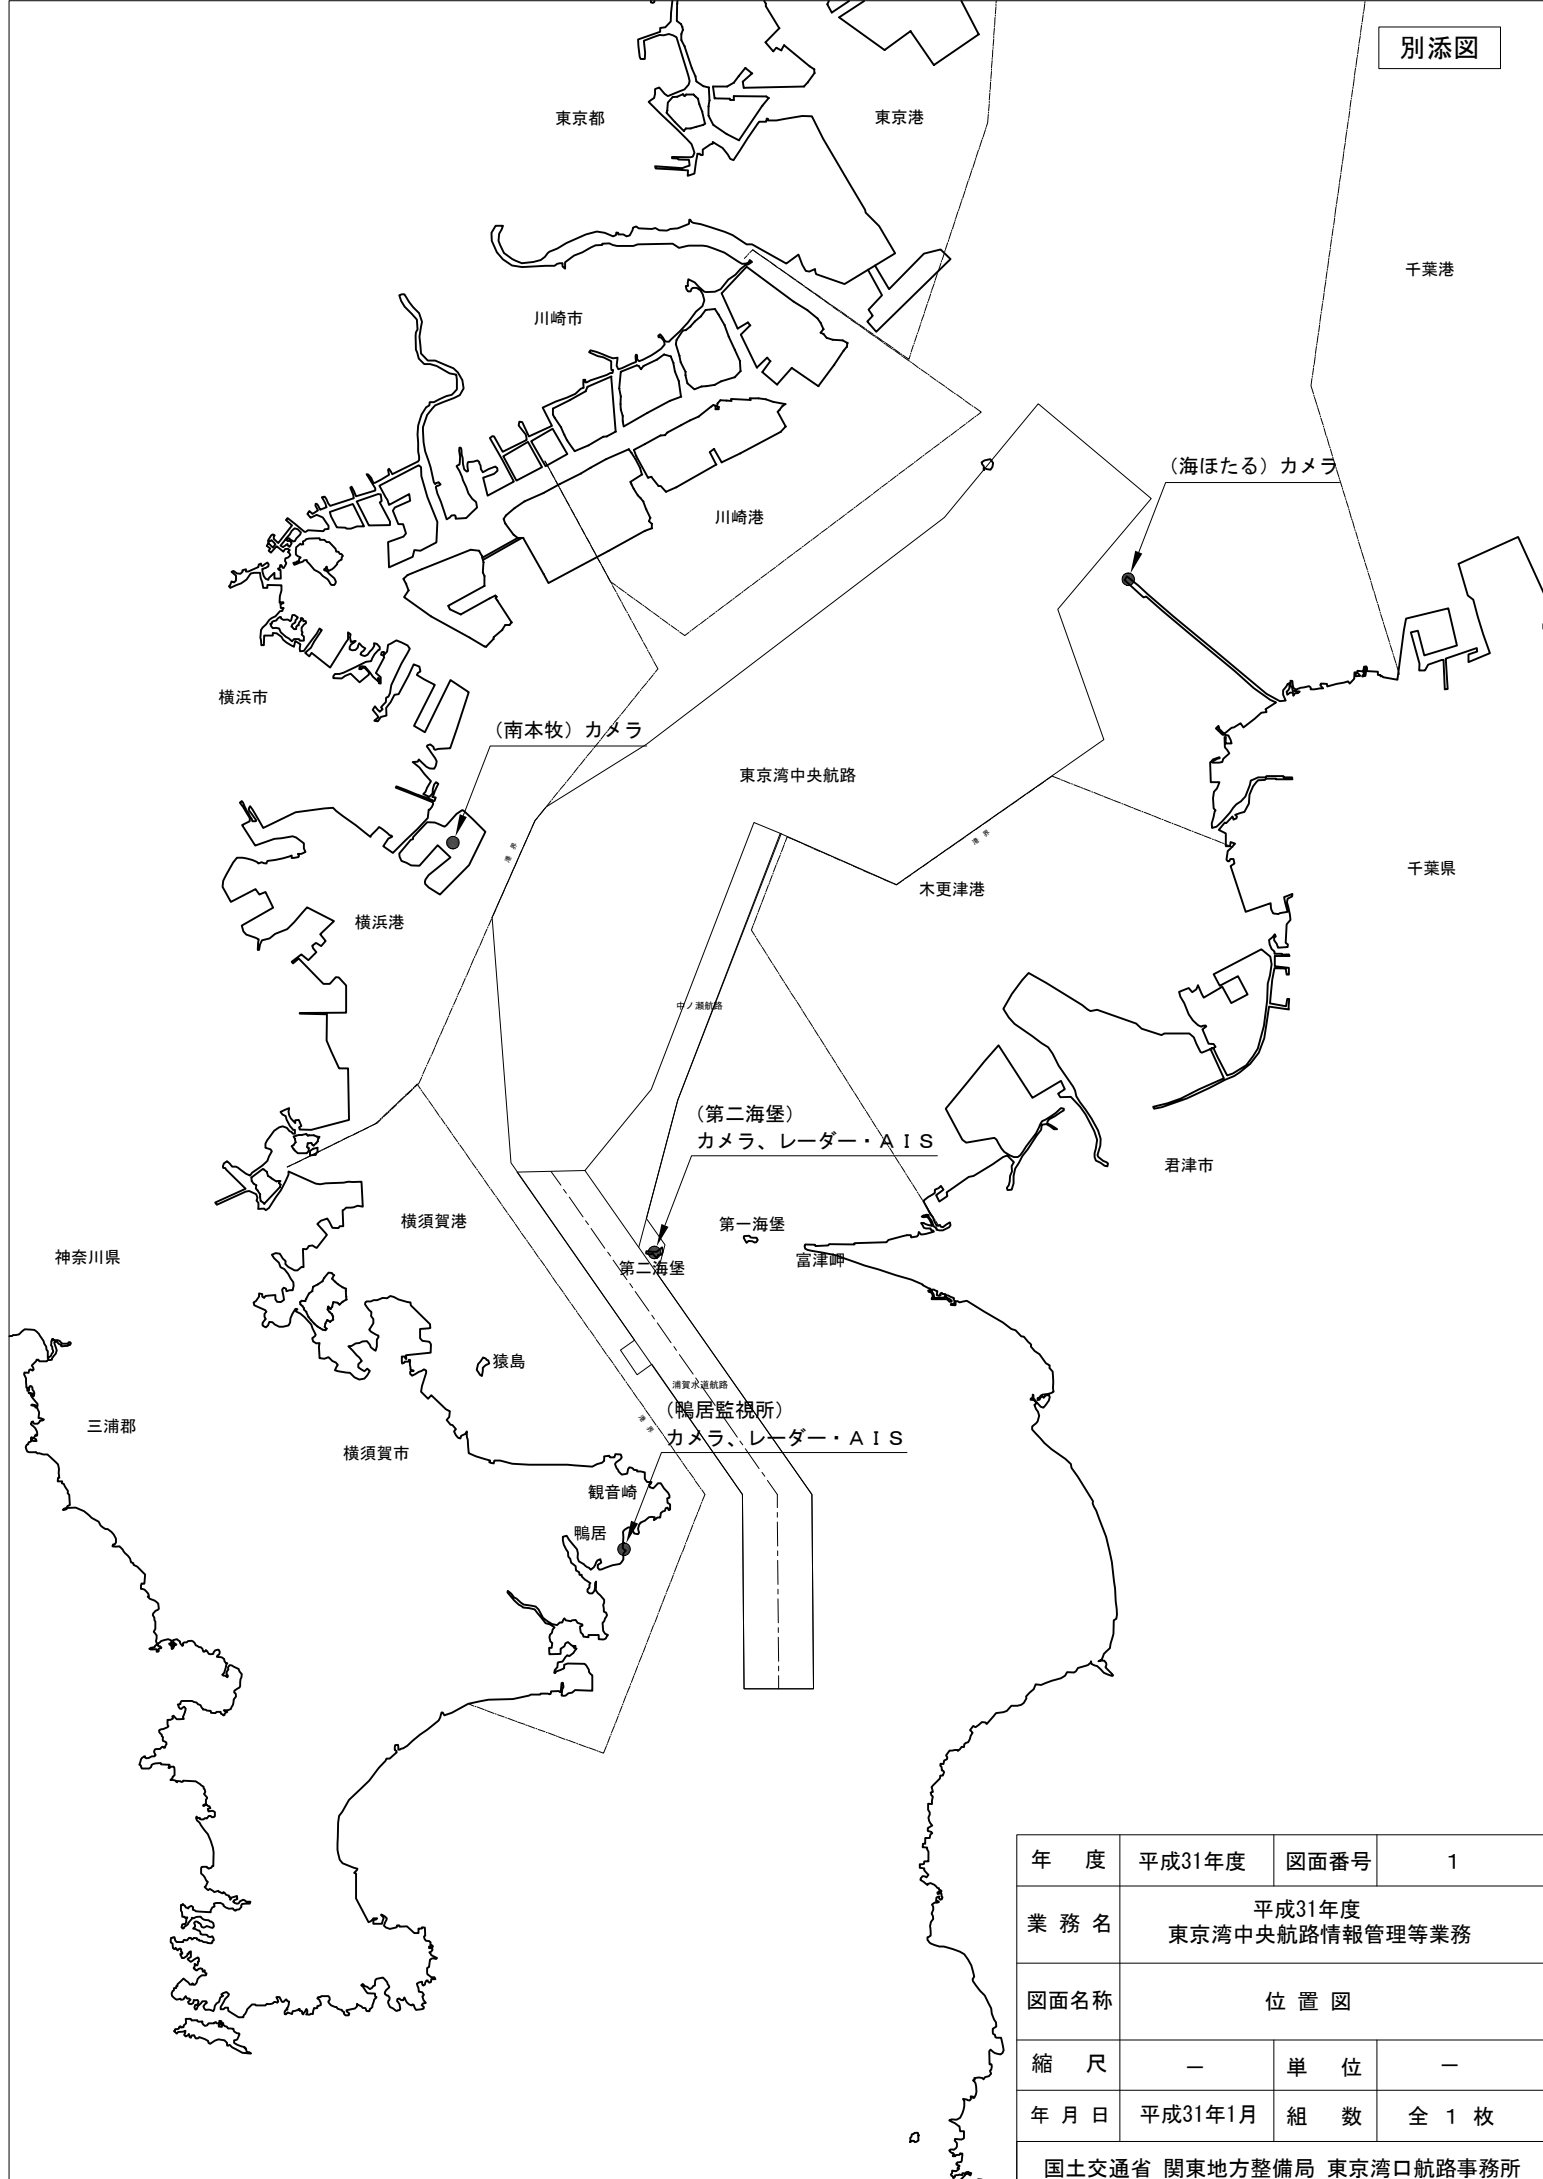 別添図
東京都
東京港
千葉港
川崎市
（海ほたる）カメラ
川崎港
横浜市
（南本牧）カメラ
東京湾中央航路
港界
港界
千葉県
木更津港
横浜港
中ノ瀬航路
（第二海堡）
カメラ、レーダー・ＡＩＳ
君津市
横須賀港
第一海堡
神奈川県
第二海堡
富津岬
猿島
浦賀水道航路
（鴨居監視所）
カメラ、レーダー・ＡＩＳ
港界
三浦郡
横須賀市
観音崎
鴨居
年度 平成31年度 図面番号 1
業務名 平成31年度
東京湾中央航路情報管理等業務
図面名称 位置図
縮尺 － 単位 －
年月日 平成31年1月 組数 全1枚
国土交通省 関東地方整備局 東京湾口航路事務所